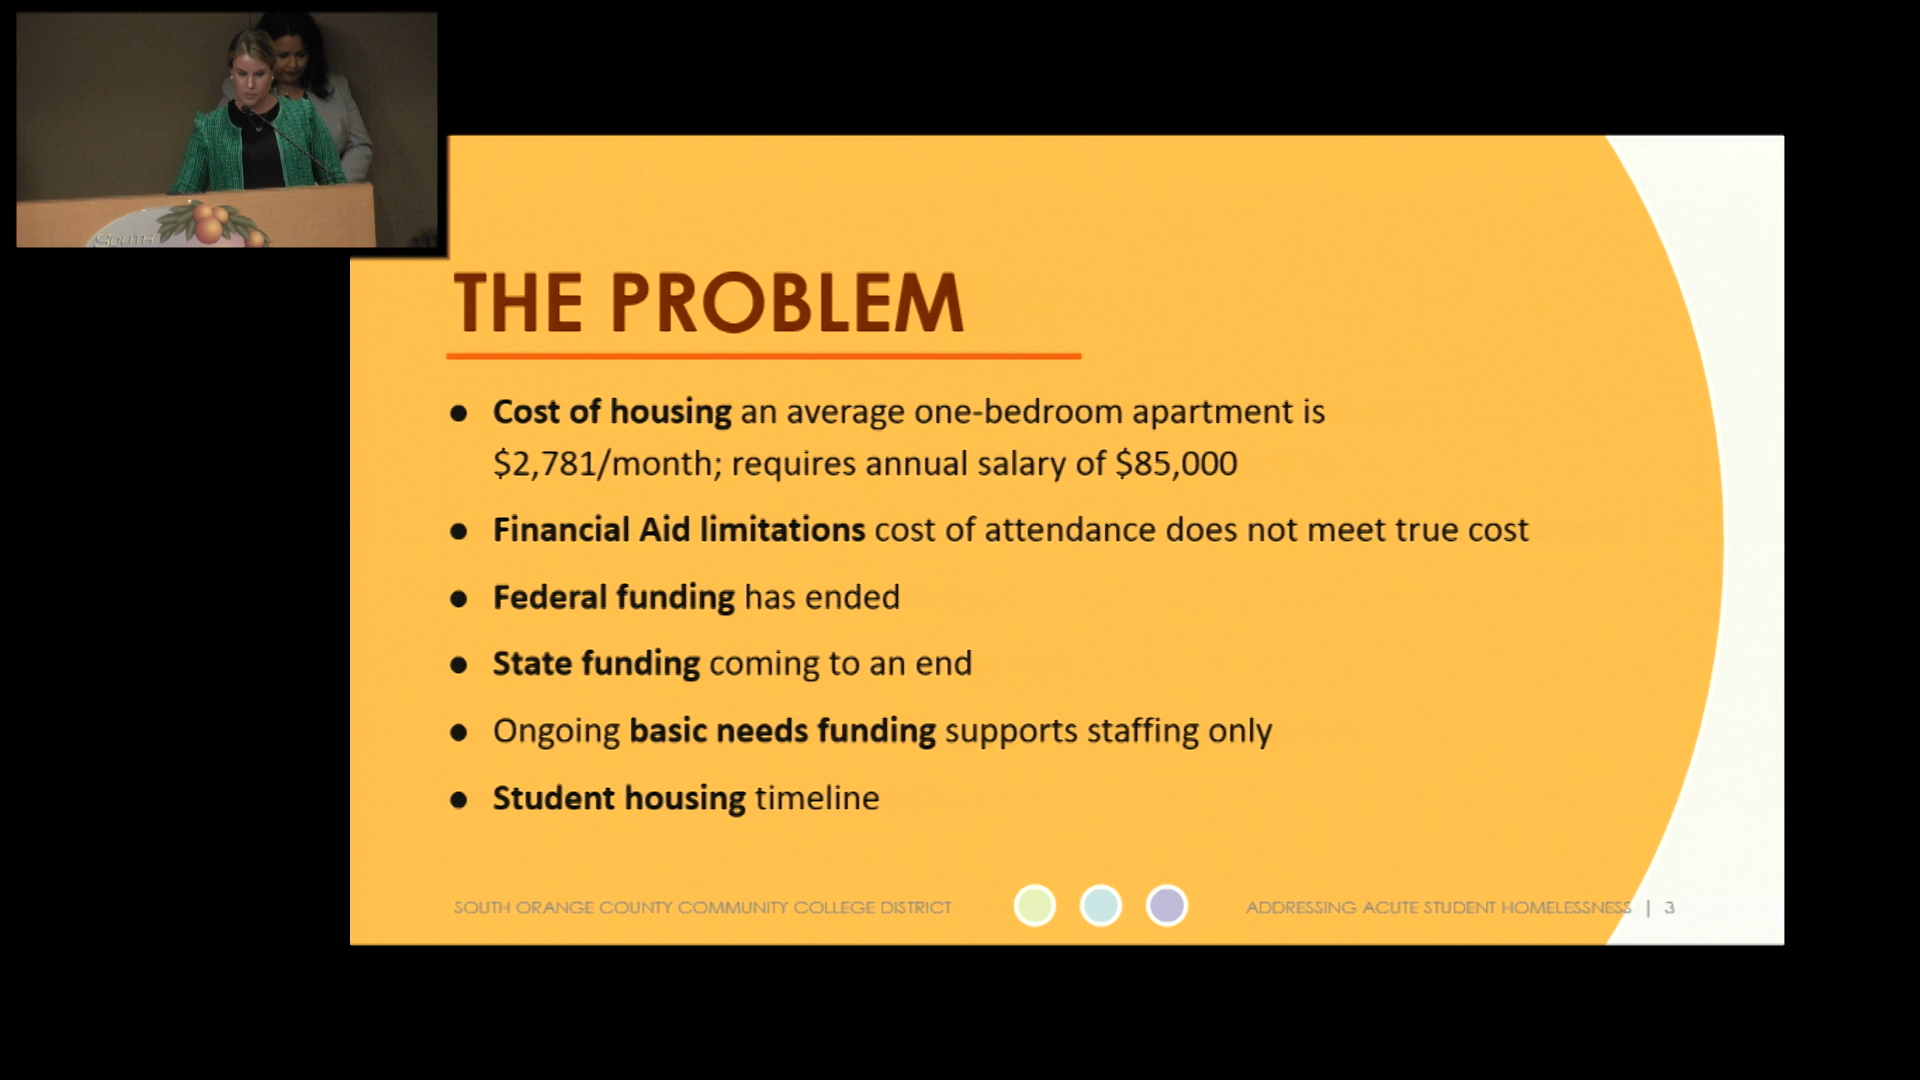 SOUTH
THE PROBLEM
● Cost of housing an average one-bedroom apartment is
$2,781/month; requires annual salary of $85,000
● Financial Aid limitations cost of attendance does not meet true cost
● Federal funding has ended
● State funding coming to an end
● Ongoing basic needs funding supports staffing only
● Student housing timeline
SOUTH ORANGE COUNTY COMMUNITY COLLEGE DISTRICT
ADDRESSING ACUTE STUDENT HOMELESSNESS | 3